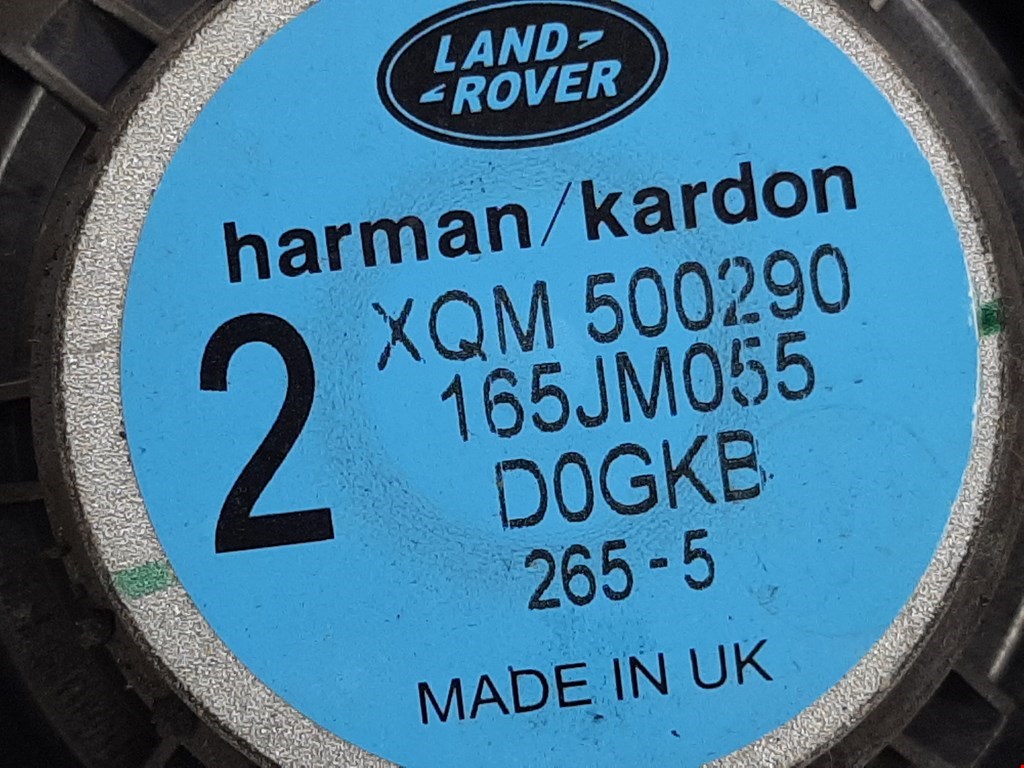 LAND
ROVER
harman/kardon
2
XQM 500290
165JM055
D0GKB
265-5
MADE IN UK